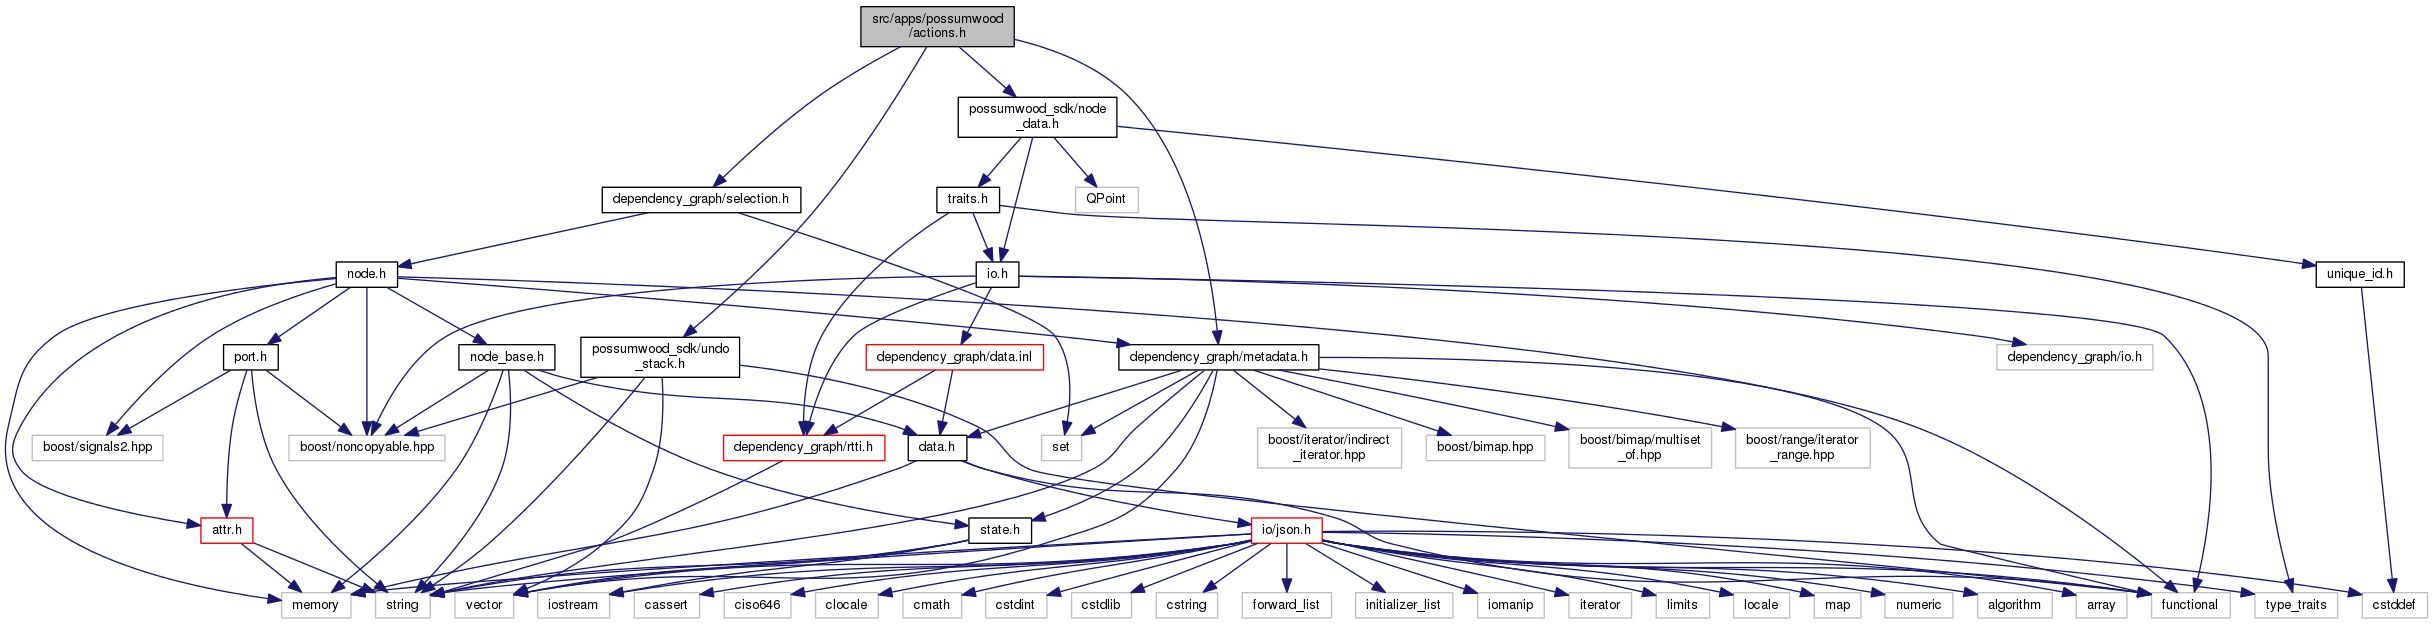 src/apps/possumwood
/actions.h
possumwood_sdk/node
_data.h
dependency_graph/selection.h
traits.h
QPoint
node.h
io.h
unique_id.h
port.h
node_base.h
possumwood_sdk/undo
_stack.h
dependency_graph/data.inl
dependency_graph/metadata.h
dependency_graph/io.h
boost/signals2.hpp
boost/noncopyable.hpp
dependency_graph/rtti.h
data.h
set
boost/iterator/indirect
_iterator.hpp
boost/bimap.hpp
boost/bimap/multiset
_of.hpp
boost/range/iterator
_range.hpp
attr.h
state.h
io/json.h
memory
string
vector
iostream
cassert
ciso646
clocale
cmath
cstdint
cstdlib
cstring
forward_list
initializer_list
iomanip
iterator
limits
locale
map
numeric
algorithm
array
functional
type_traits
cstddef